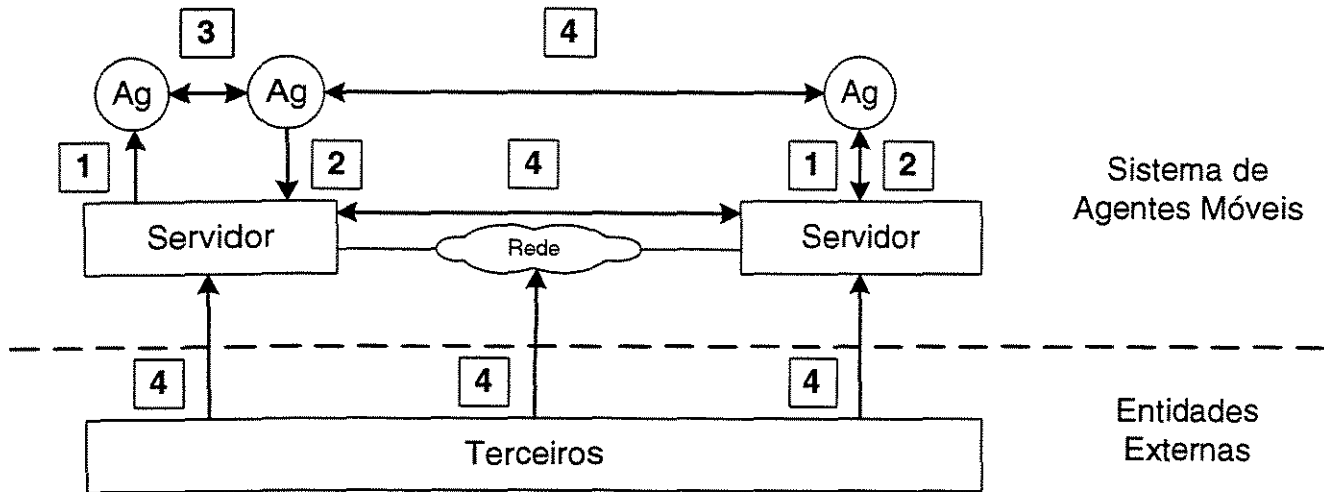 3
4
Ag
Ag
Ag
1
2
4
1
2
Sistema de
Agentes Móveis
Servidor
Rede
Servidor
4
4
4
Entidades
Externas
Terceiros